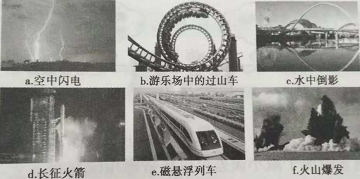 a.空中闪电
b.游乐场中的过山车
c.水中倒影
d.长征火箭
e.磁悬浮列车
f.火山爆发